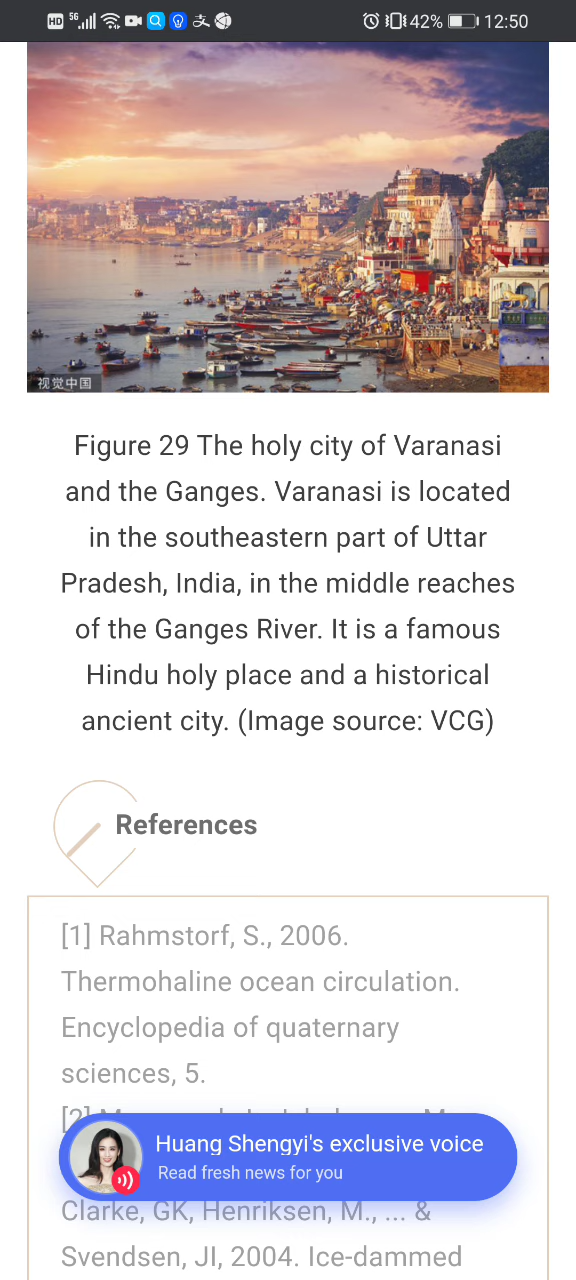 HD 5G 42% 12:50
视觉中国
Figure 29 The holy city of Varanasi
and the Ganges. Varanasi is located
in the southeastern part of Uttar
Pradesh, India, in the middle reaches
of the Ganges River. It is a famous
Hindu holy place and a historical
ancient city. (Image source: VCG)
References
[1] Rahmstorf, S., 2006.
Thermohaline ocean circulation.
Encyclopedia of quaternary
sciences, 5.
[2]
Huang Shengyi's exclusive voice
Read fresh news for you
Clarke, GK, Henriksen, M., ... &
Svendsen, JI, 2004. Ice-dammed